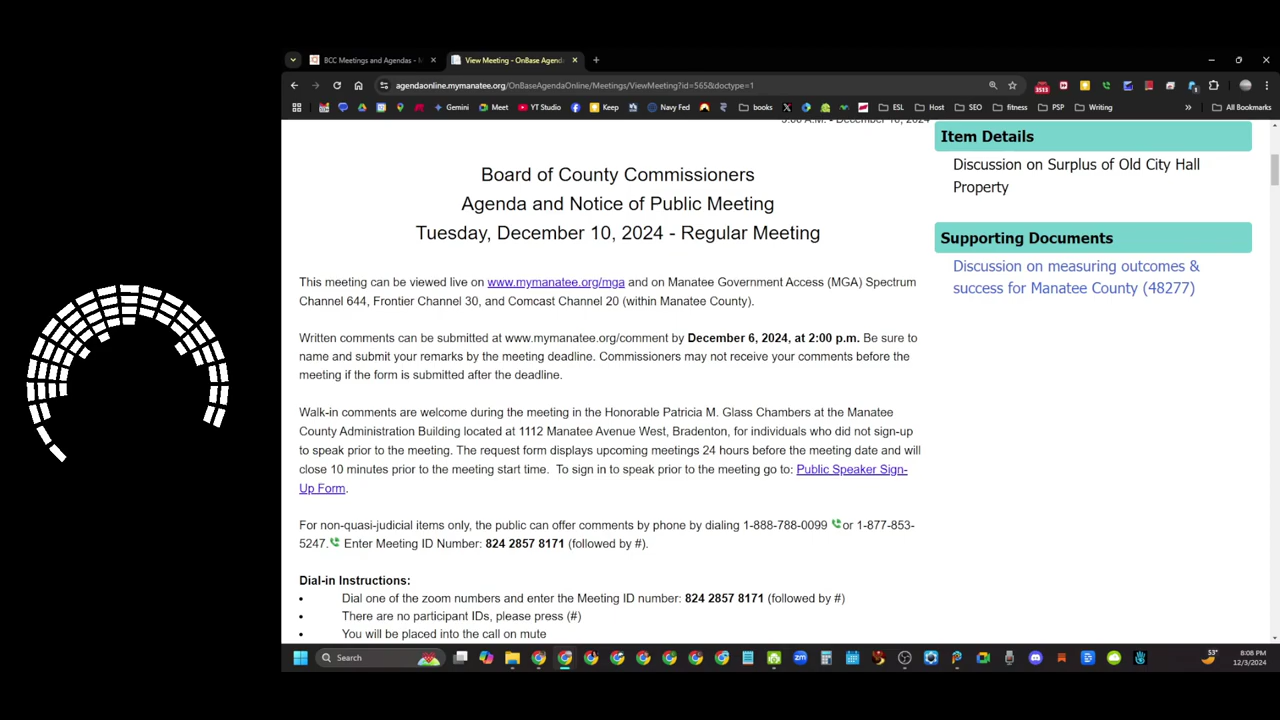 BCC Meetings and Agendas - M
View Meeting - OnBase Agend
agendaonline.mymanatee.org/OnBaseAgendaOnline/Meetings/ViewMeeting?id=565&doctype=1
Gemini Meet YT Studio Keep Navy Fed books ESL Host SEO fitness PSP Writing » All Bookmarks
9:00 A.M. - December 10, 2024
Board of County Commissioners
Agenda and Notice of Public Meeting
Tuesday, December 10, 2024 - Regular Meeting
This meeting can be viewed live on www.mymanatee.org/mga and on Manatee Government Access (MGA) Spectrum
Channel 644, Frontier Channel 30, and Comcast Channel 20 (within Manatee County).
Written comments can be submitted at www.mymanatee.org/comment by December 6, 2024, at 2:00 p.m. Be sure to
name and submit your remarks by the meeting deadline. Commissioners may not receive your comments before the
meeting if the form is submitted after the deadline.
Walk-in comments are welcome during the meeting in the Honorable Patricia M. Glass Chambers at the Manatee
County Administration Building located at 1112 Manatee Avenue West, Bradenton, for individuals who did not sign-up
to speak prior to the meeting. The request form displays upcoming meetings 24 hours before the meeting date and will
close 10 minutes prior to the meeting start time. To sign in to speak prior to the meeting go to: Public Speaker Sign-
Up Form.
For non-quasi-judicial items only, the public can offer comments by phone by dialing 1-888-788-0099 or 1-877-853-
5247. Enter Meeting ID Number: 824 2857 8171 (followed by #).
Dial-in Instructions:
• Dial one of the zoom numbers and enter the Meeting ID number: 824 2857 8171 (followed by #)
• There are no participant IDs, please press (#)
• You will be placed into the call on mute
Item Details
Discussion on Surplus of Old City Hall
Property
Supporting Documents
Discussion on measuring outcomes &
success for Manatee County (48277)
Search
53°
8:08 PM
12/3/2024